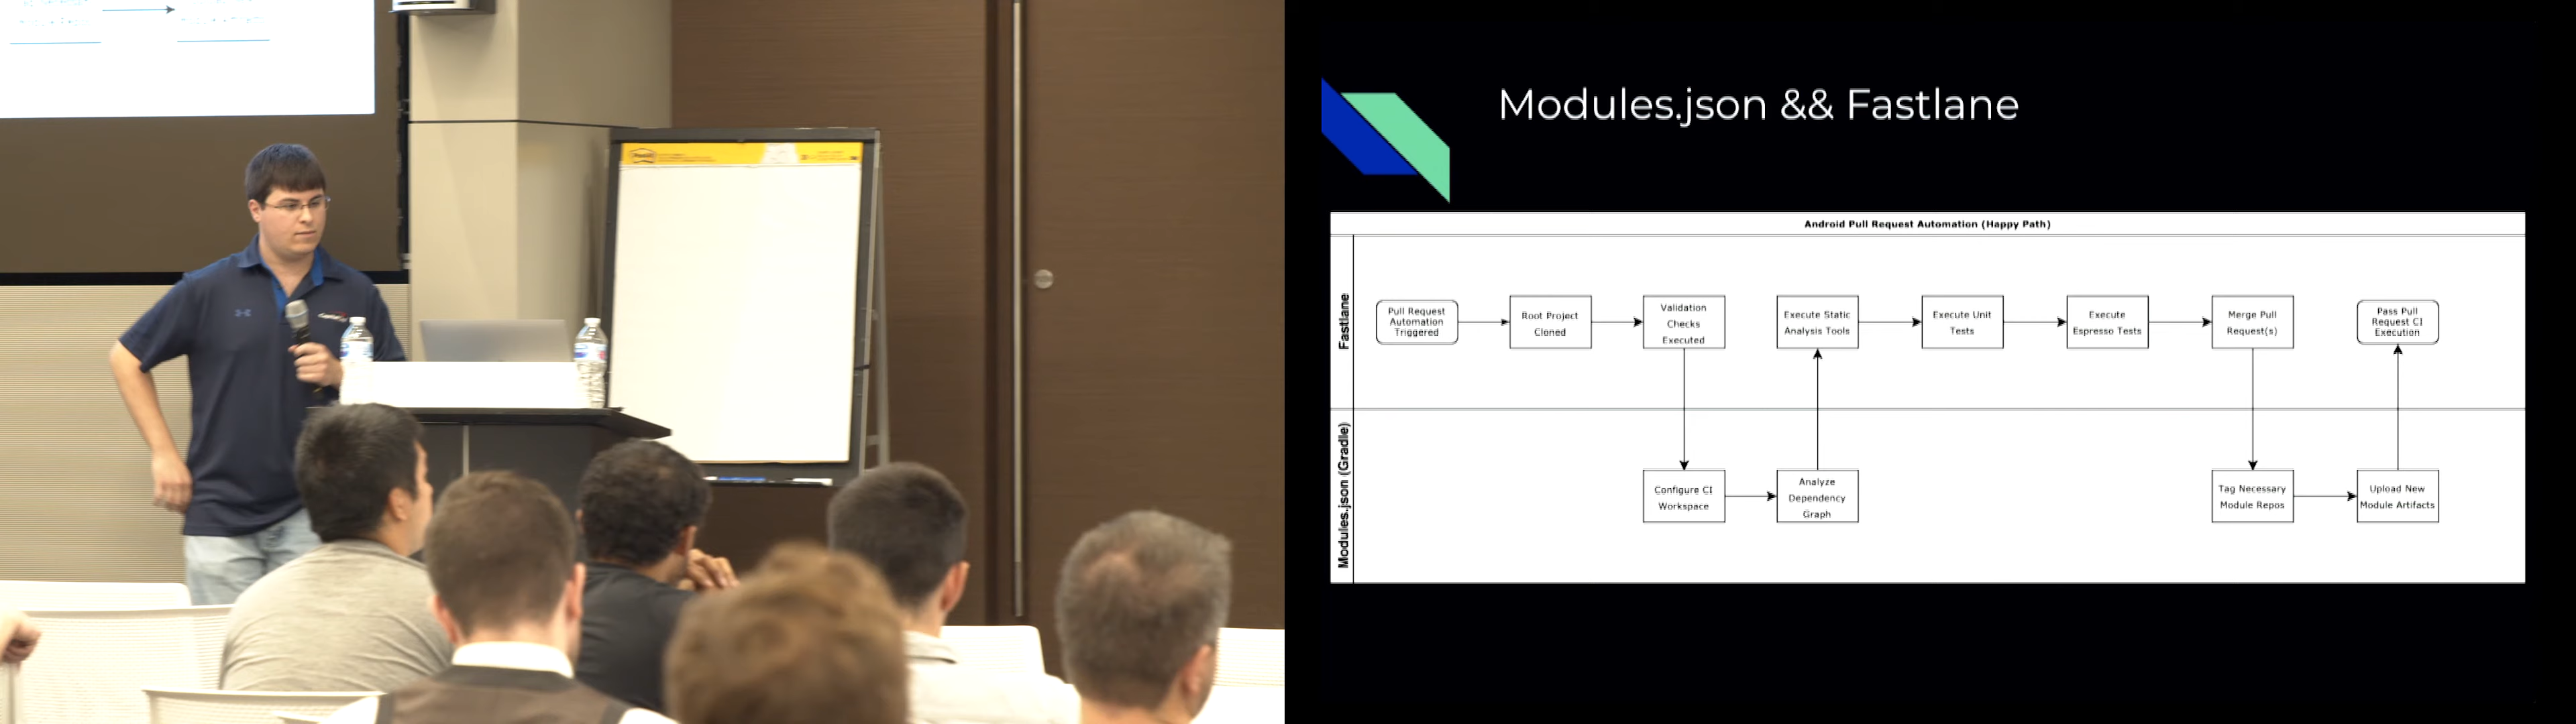 Post-it
Modules.json && Fastlane
Android Pull Request Automation (Happy Path)
Fastlane
Pull Request
Automation
Triggered
Root Project
Cloned
Validation
Checks
Executed
Execute Static
Analysis Tools
Execute Unit
Tests
Execute
Espresso Tests
Merge Pull
Request(s)
Pass Pull
Request CI
Execution
Modules.json (Gradle)
Configure CI
Workspace
Analyze
Dependency
Graph
Tag Necessary
Module Repos
Upload New
Module Artifacts